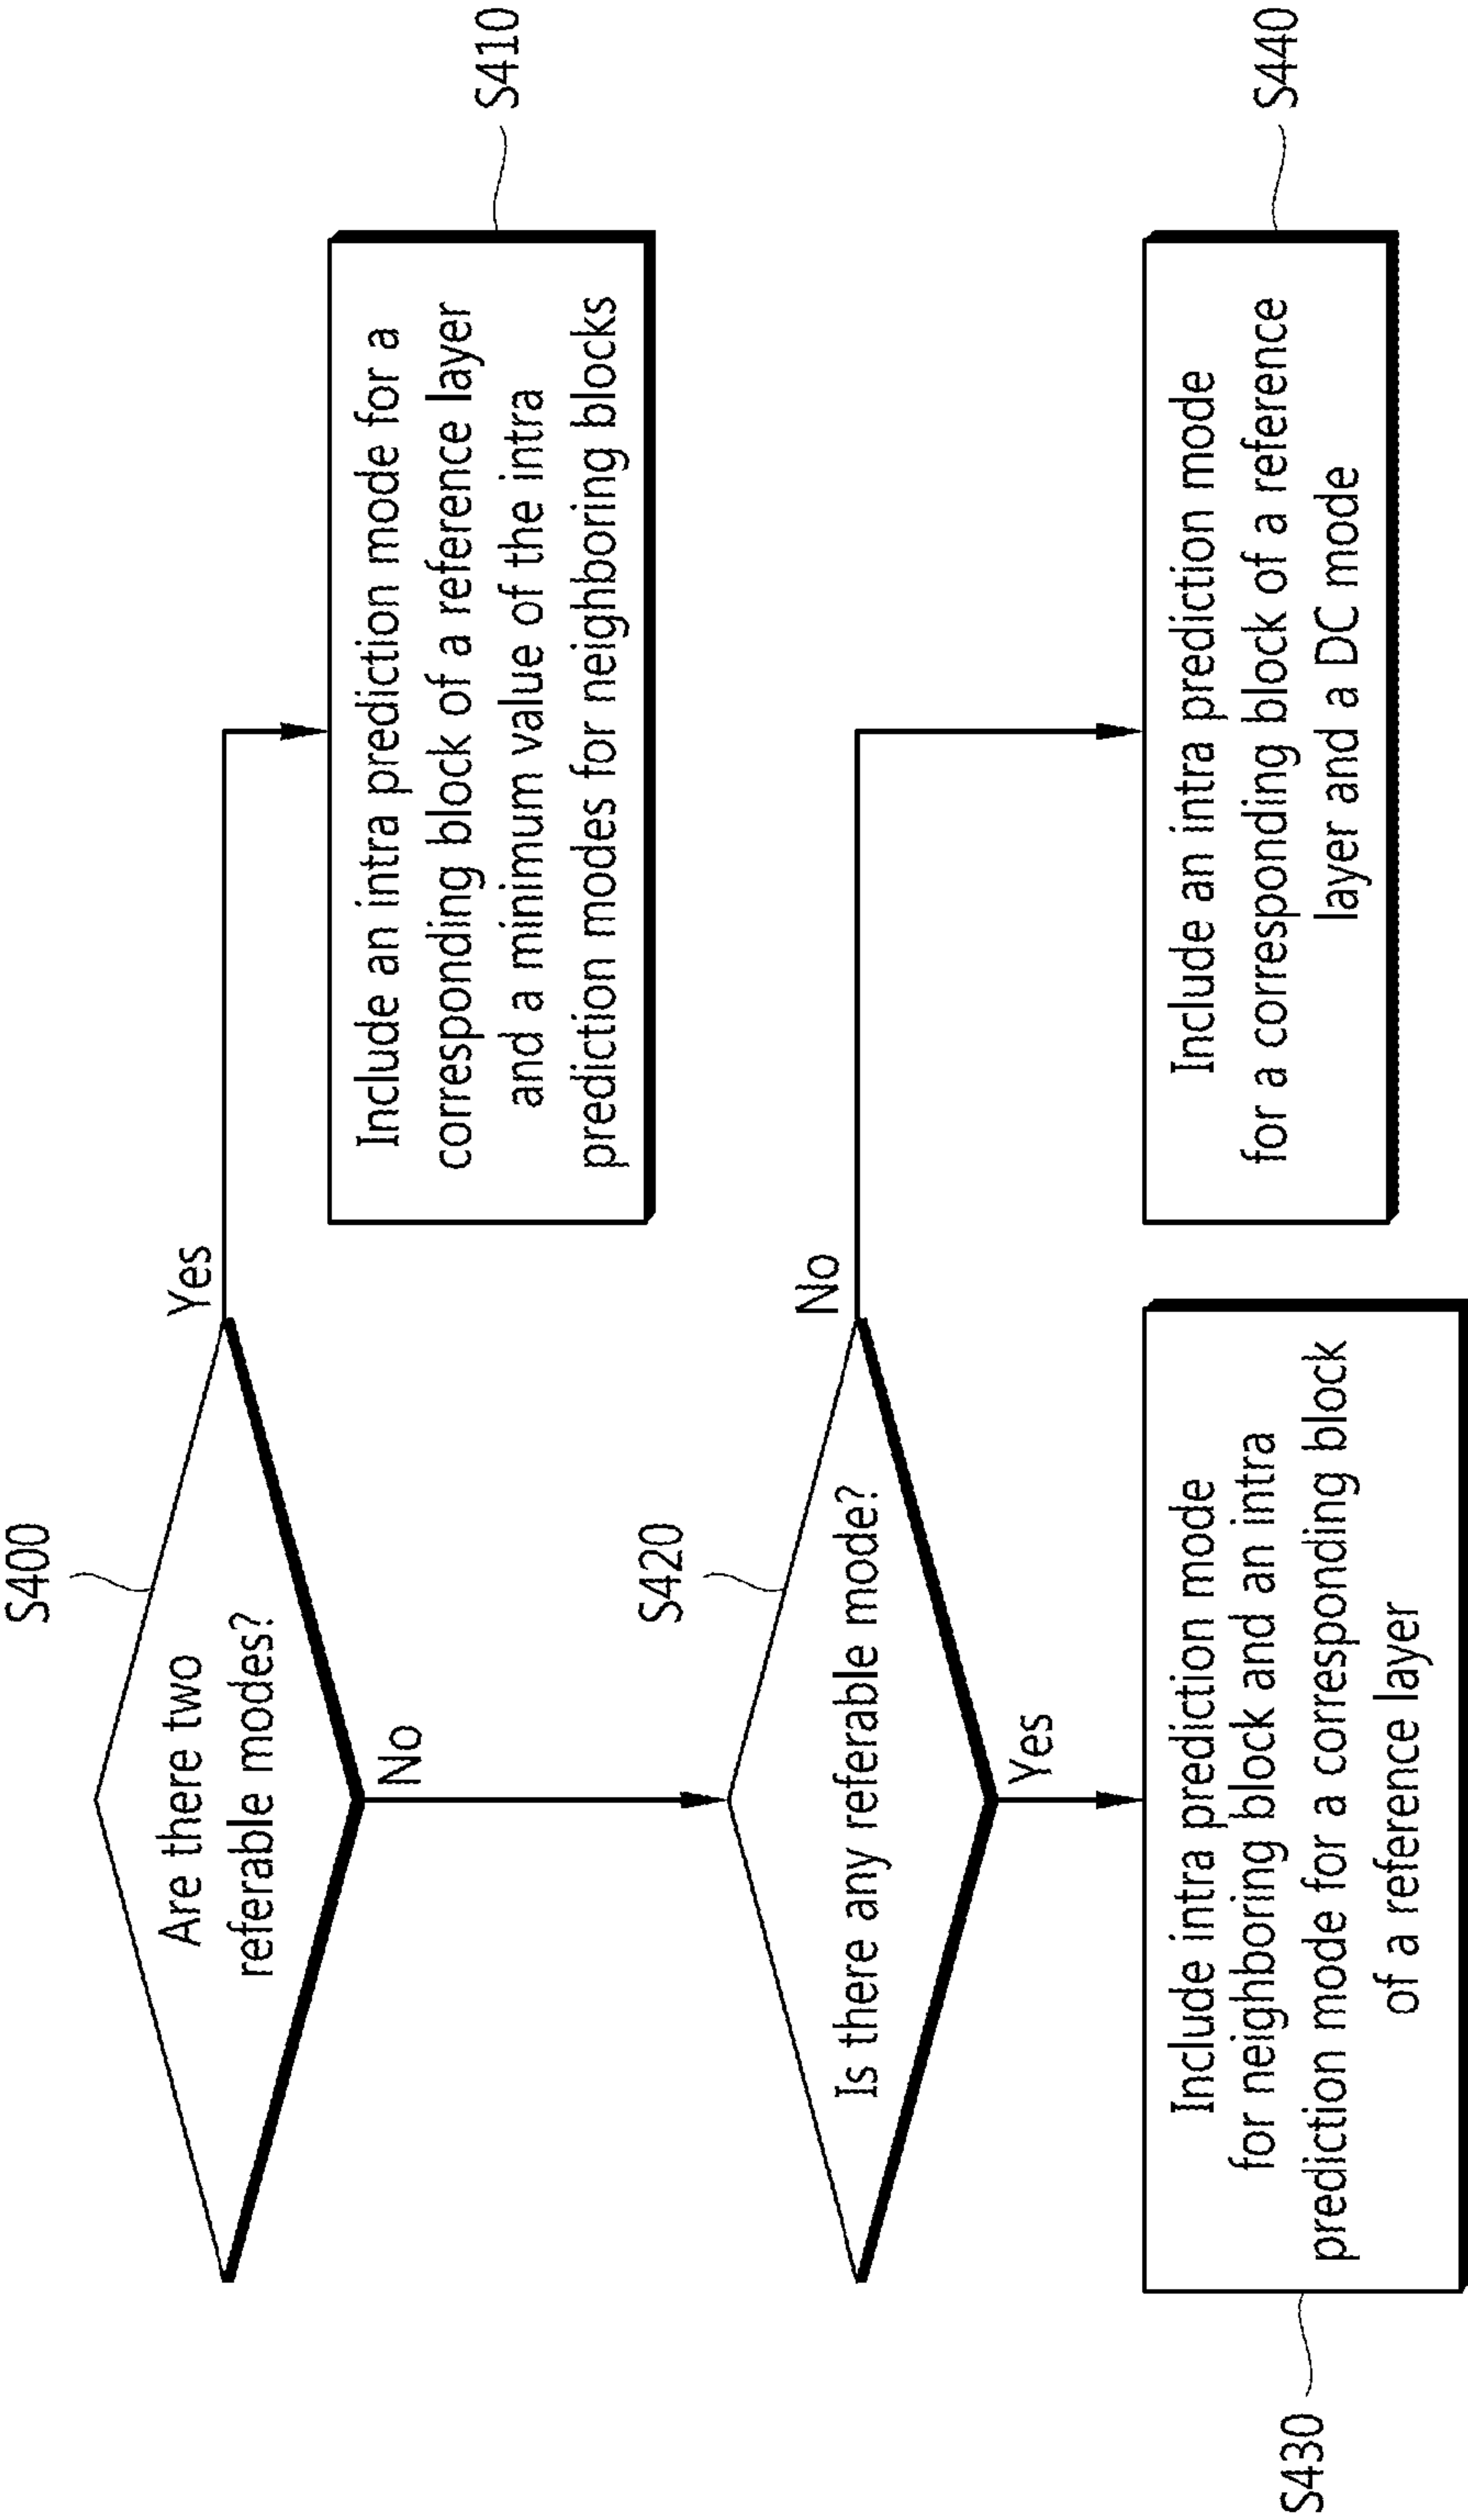 S400
Are there two
referable modes?
Yes
No
Include an intra prediction mode for a
corresponding block of a reference layer
and a minimum value of the intra
prediction modes for neighboring blocks
S410
S420
Is there any referable mode?
No
Yes
Include intra prediction mode
for neighboring block and an intra
prediction mode for a corresponding block
of a reference layer
S430
Include an intra prediction mode
for a corresponding block of a reference
layer and a DC mode
S440